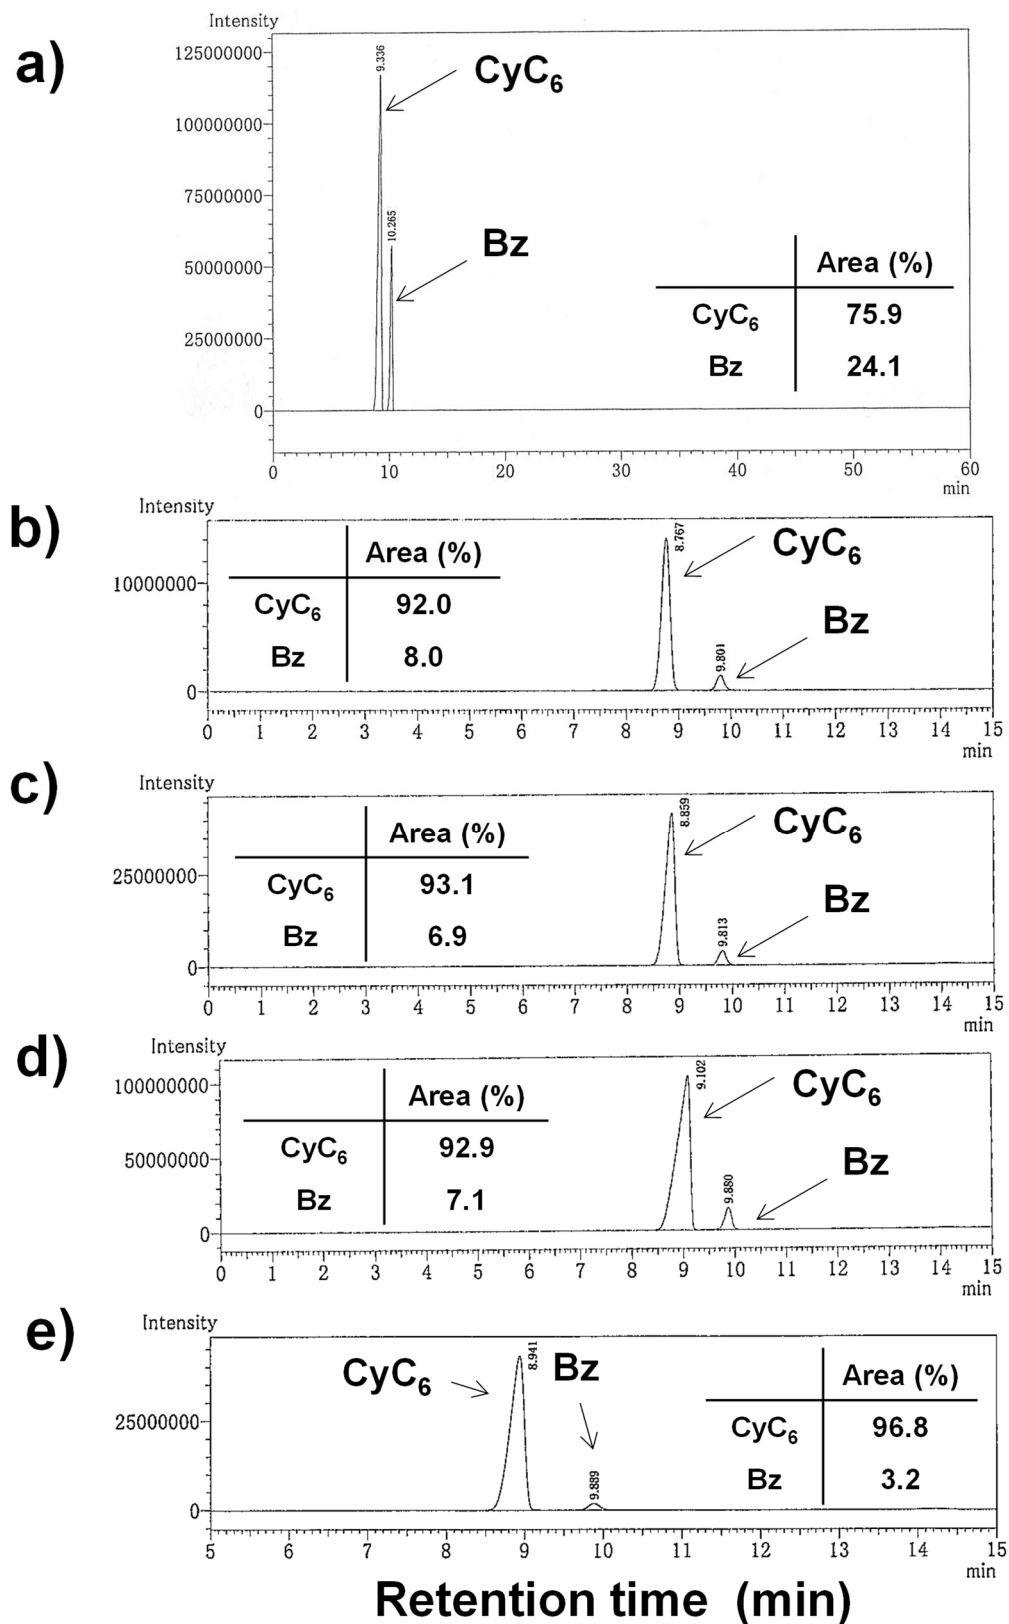 a)
Intensity
125000000
100000000
75000000
50000000
25000000
0
9.336
10.265
CyC6
Bz
Area (%)
CyC6 75.9
Bz 24.1
0 10 20 30 40 50 60
min
b)
Intensity
10000000
0
Area (%)
CyC6 92.0
Bz 8.0
8.767
9.801
CyC6
Bz
0 1 2 3 4 5 6 7 8 9 10 11 12 13 14 15
min
c)
Intensity
25000000
0
Area (%)
CyC6 93.1
Bz 6.9
8.859
9.813
CyC6
Bz
0 1 2 3 4 5 6 7 8 9 10 11 12 13 14 15
min
d)
Intensity
100000000
50000000
0
Area (%)
CyC6 92.9
Bz 7.1
9.102
9.880
CyC6
Bz
0 1 2 3 4 5 6 7 8 9 10 11 12 13 14 15
min
e)
Intensity
25000000
0
CyC6
8.941
Bz
9.889
Area (%)
CyC6 96.8
Bz 3.2
5 7 8 9 10 11 12 13 14 15
min
Retention time (min)